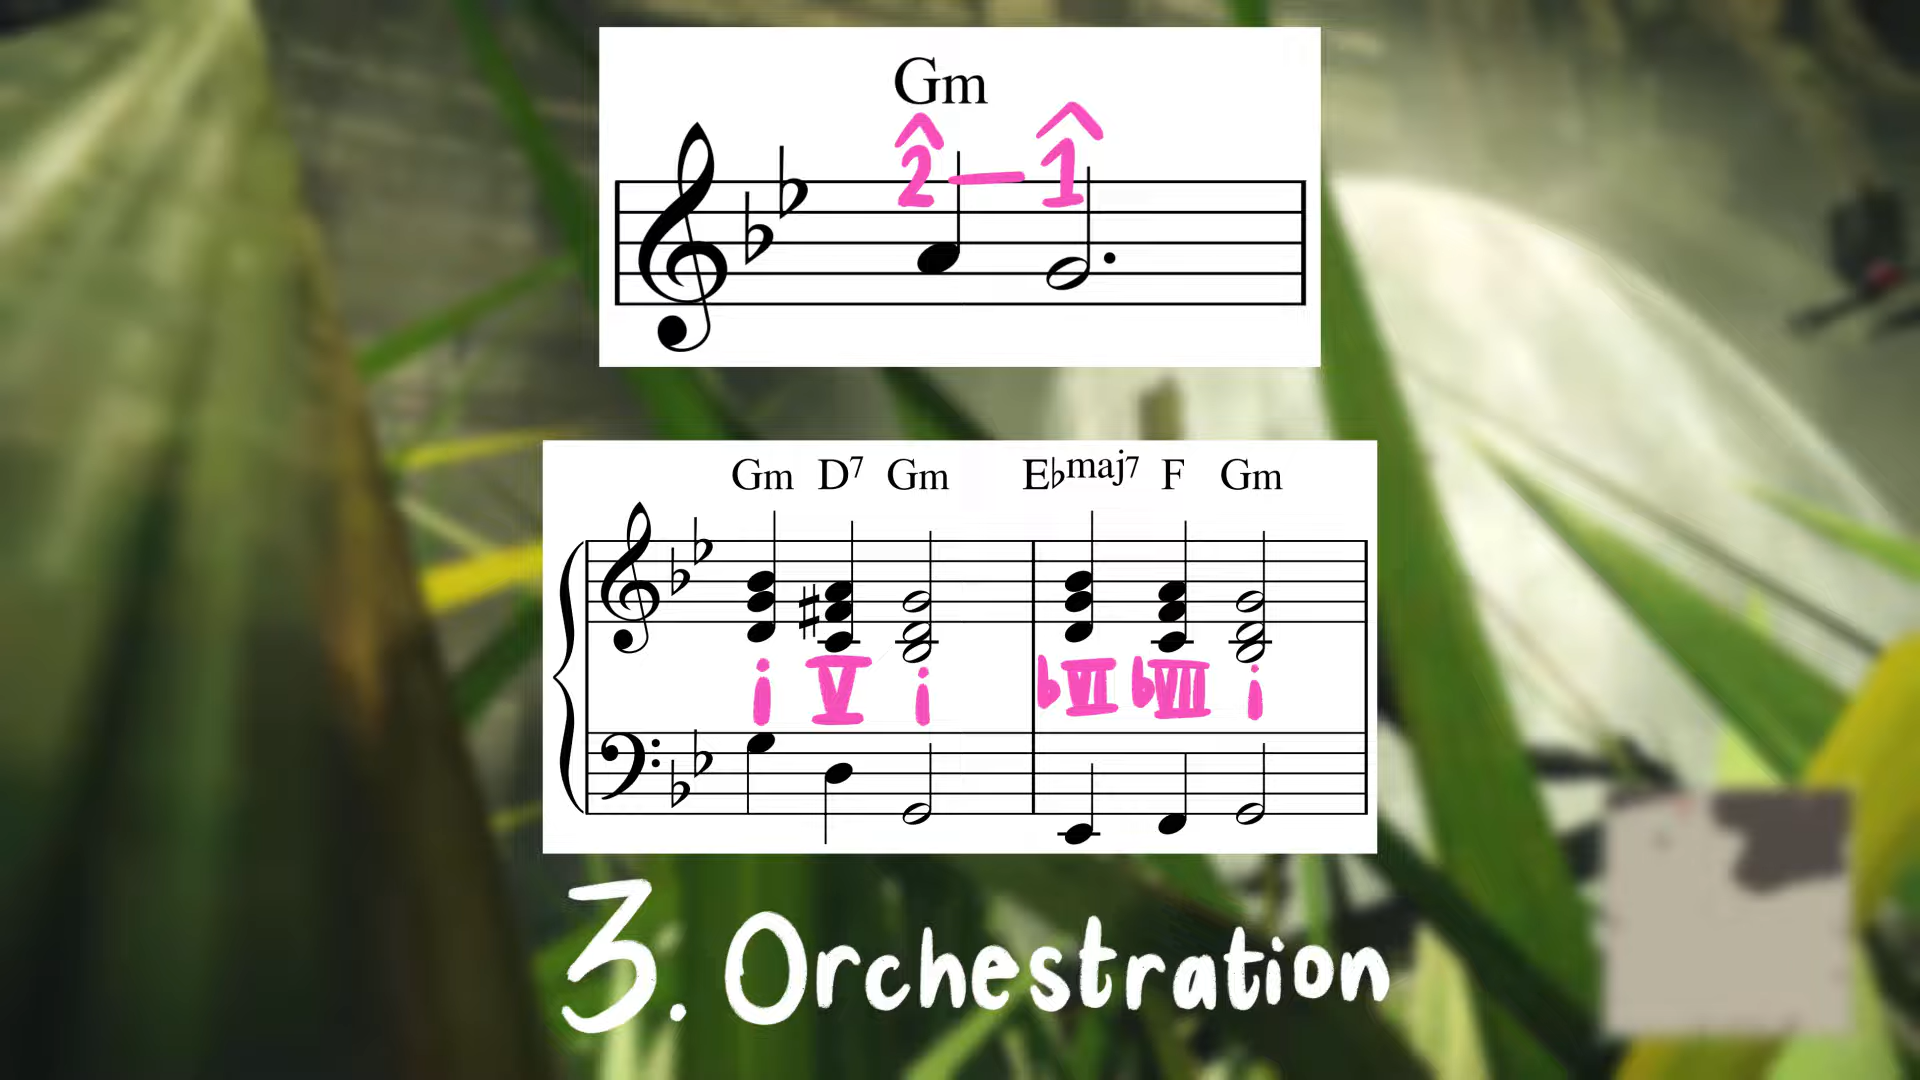 Gm
2 — 1
Gm D7 Gm E♭maj7 F Gm
i V i ♭VI ♭VII i
3. Orchestration